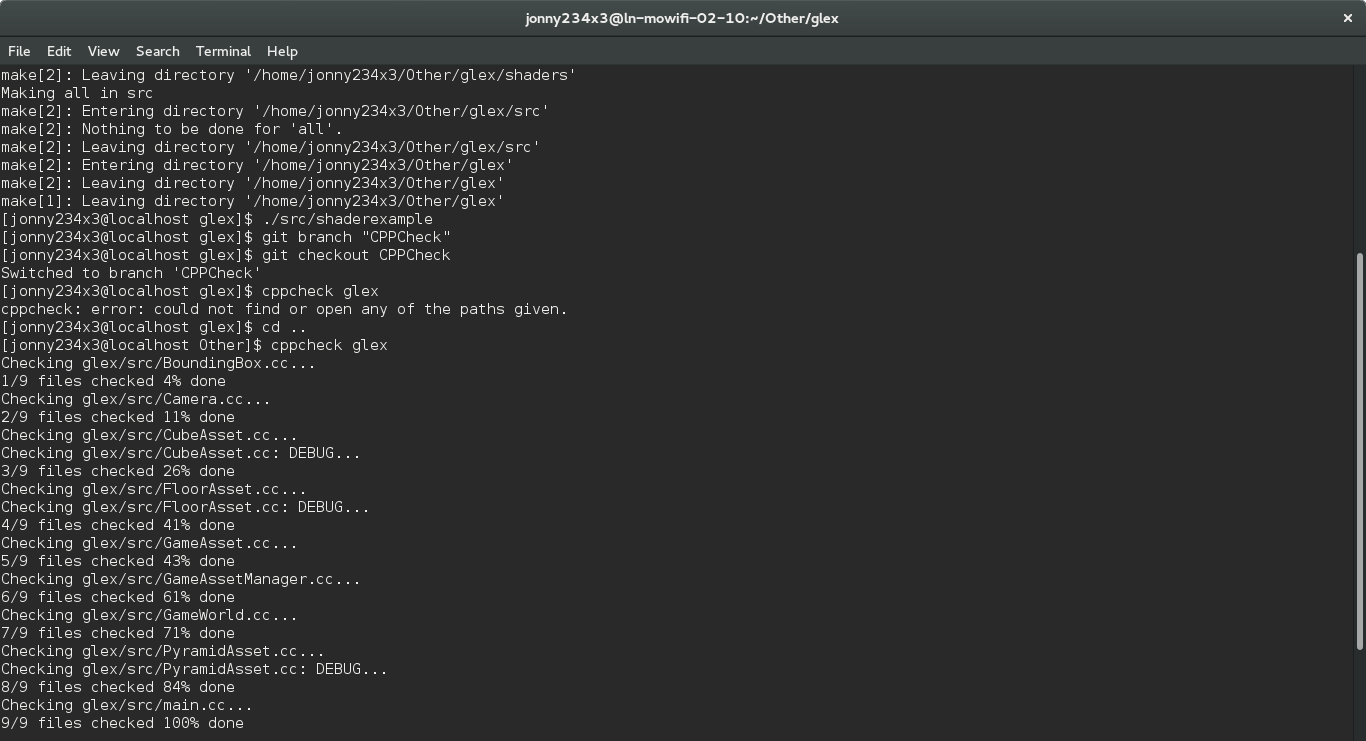 jonny234x3@ln-mowifi-02-10:~/Other/glex
File Edit View Search Terminal Help
make[2]: Leaving directory '/home/jonny234x3/Other/glex/shaders'
Making all in src
make[2]: Entering directory '/home/jonny234x3/Other/glex/src'
make[2]: Nothing to be done for 'all'.
make[2]: Leaving directory '/home/jonny234x3/Other/glex/src'
make[2]: Entering directory '/home/jonny234x3/Other/glex'
make[2]: Leaving directory '/home/jonny234x3/Other/glex'
make[1]: Leaving directory '/home/jonny234x3/Other/glex'
[jonny234x3@localhost glex]$ ./src/shaderexample
[jonny234x3@localhost glex]$ git branch "CPPCheck"
[jonny234x3@localhost glex]$ git checkout CPPCheck
Switched to branch 'CPPCheck'
[jonny234x3@localhost glex]$ cppcheck glex
cppcheck: error: could not find or open any of the paths given.
[jonny234x3@localhost glex]$ cd ..
[jonny234x3@localhost Other]$ cppcheck glex
Checking glex/src/BoundingBox.cc...
1/9 files checked 4% done
Checking glex/src/Camera.cc...
2/9 files checked 11% done
Checking glex/src/CubeAsset.cc...
Checking glex/src/CubeAsset.cc: DEBUG...
3/9 files checked 26% done
Checking glex/src/FloorAsset.cc...
Checking glex/src/FloorAsset.cc: DEBUG...
4/9 files checked 41% done
Checking glex/src/GameAsset.cc...
5/9 files checked 43% done
Checking glex/src/GameAssetManager.cc...
6/9 files checked 61% done
Checking glex/src/GameWorld.cc...
7/9 files checked 71% done
Checking glex/src/PyramidAsset.cc...
Checking glex/src/PyramidAsset.cc: DEBUG...
8/9 files checked 84% done
Checking glex/src/main.cc...
9/9 files checked 100% done